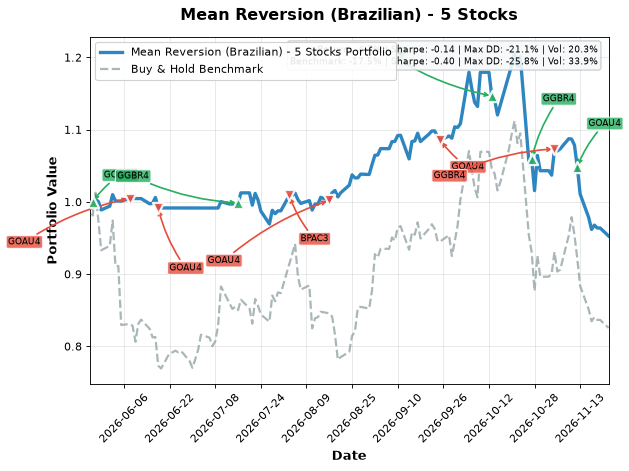 Mean Reversion (Brazilian) - 5 Stocks
Mean Reversion (Brazilian) - 5 Stocks Portfolio
Buy & Hold Benchmark
-0.14 | Max DD: -21.1% | Vol: 20.3%
Benchmark: -17.5% | Sharpe: -0.40 | Max DD: -25.8% | Vol: 33.9%
GGBR4
GOAU4
GGBR4
GOAU4
GOAU4
GOAU4
BPAC3
GOAU4
GGBR4
Portfolio Value
1.2
1.1
1.0
0.9
0.8
2026-06-06
2026-06-22
2026-07-08
2026-07-24
2026-08-09
2026-08-25
2026-09-10
2026-09-26
2026-10-12
2026-10-28
2026-11-13
Date